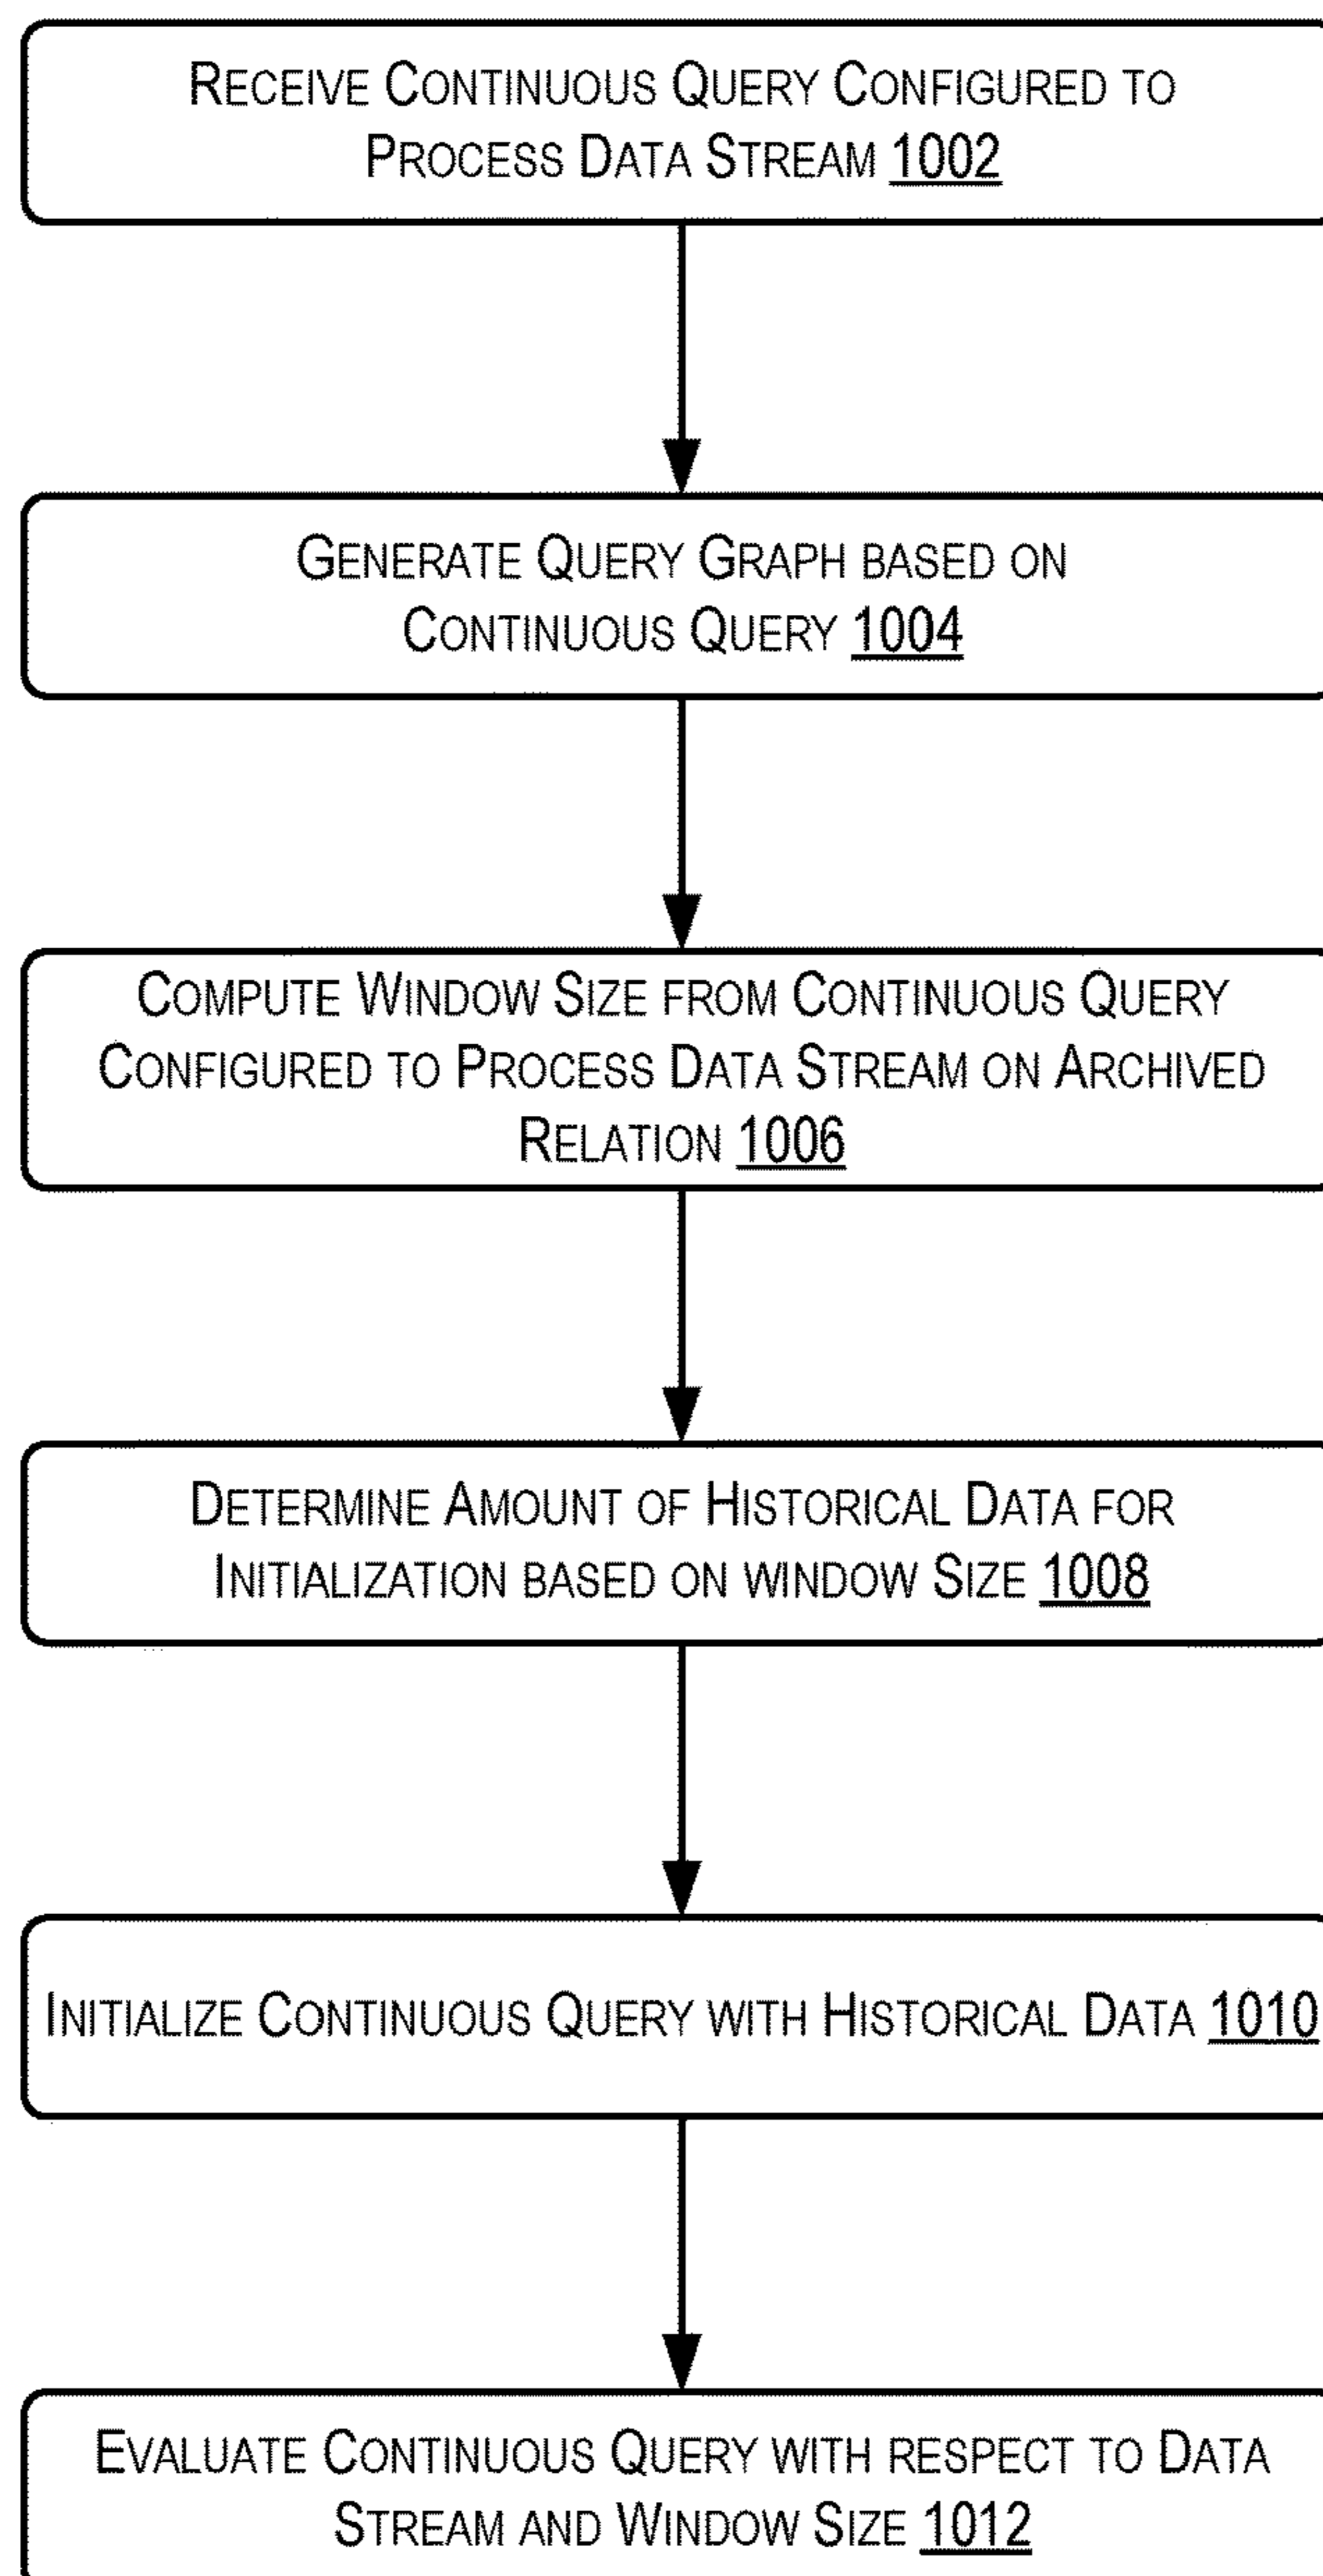 RECEIVE CONTINUOUS QUERY CONFIGURED TO
PROCESS DATA STREAM 1002
GENERATE QUERY GRAPH BASED ON
CONTINUOUS QUERY 1004
COMPUTE WINDOW SIZE FROM CONTINUOUS QUERY
CONFIGURED TO PROCESS DATA STREAM ON ARCHIVED
RELATION 1006
DETERMINE AMOUNT OF HISTORICAL DATA FOR
INITIALIZATION BASED ON WINDOW SIZE 1008
INITIALIZE CONTINUOUS QUERY WITH HISTORICAL DATA 1010
EVALUATE CONTINUOUS QUERY WITH RESPECT TO DATA
STREAM AND WINDOW SIZE 1012